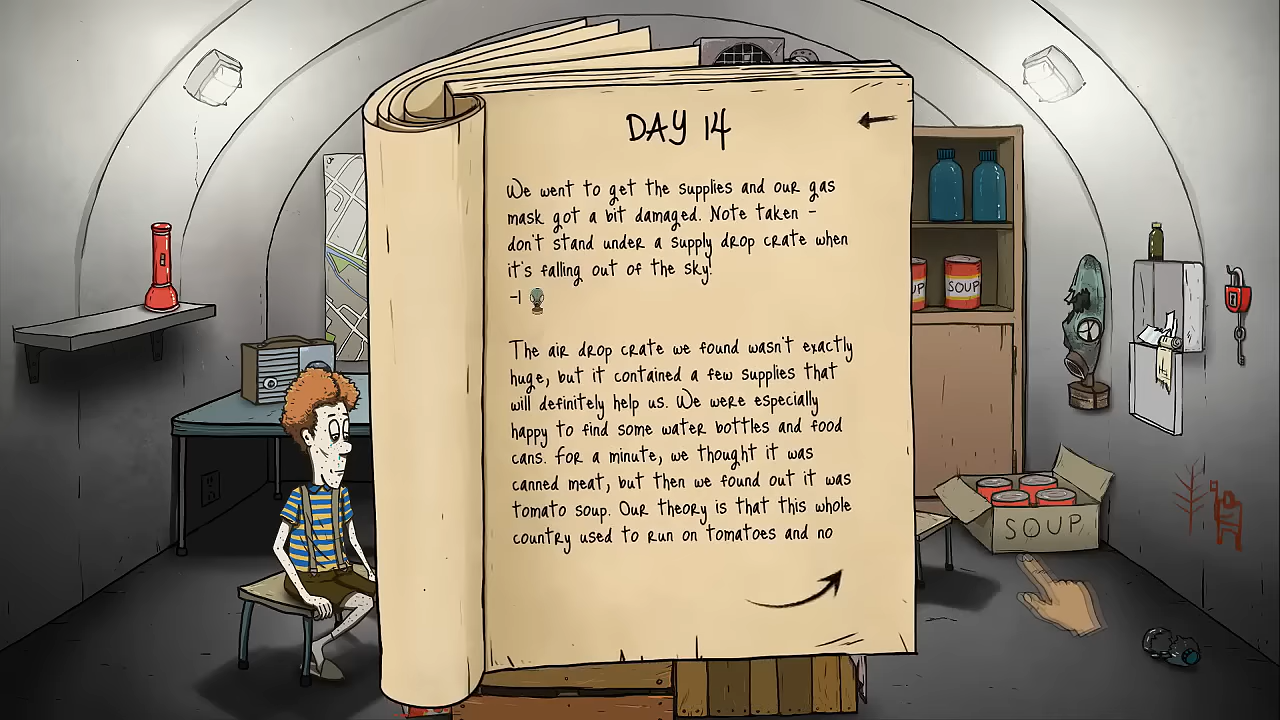 DAY 14
We went to get the supplies and our gas
mask got a bit damaged. Note taken -
don't stand under a supply drop crate when
it's falling out of the sky!
-1
The air drop crate we found wasn't exactly
huge, but it contained a few supplies that
will definitely help us. We were especially
happy to find some water bottles and food
cans. For a minute, we thought it was
canned meat, but then we found out it was
tomato soup. Our theory is that this whole
country used to run on tomatoes and no
UP
SOUP
SOUP